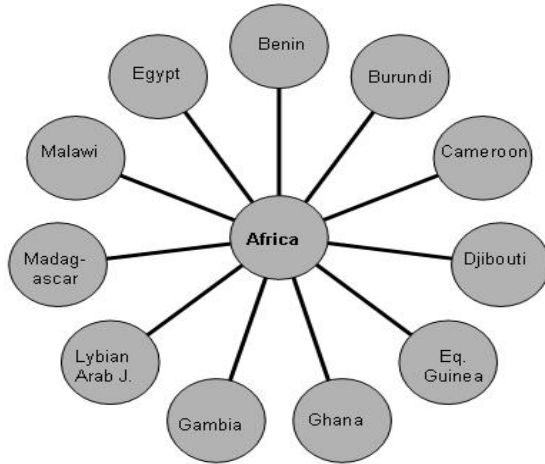 Benin
Burundi
Cameroon
Djibouti
Eq.
Guinea
Ghana
Gambia
Lybian
Arab J.
Madag-
ascar
Malawi
Egypt
Africa